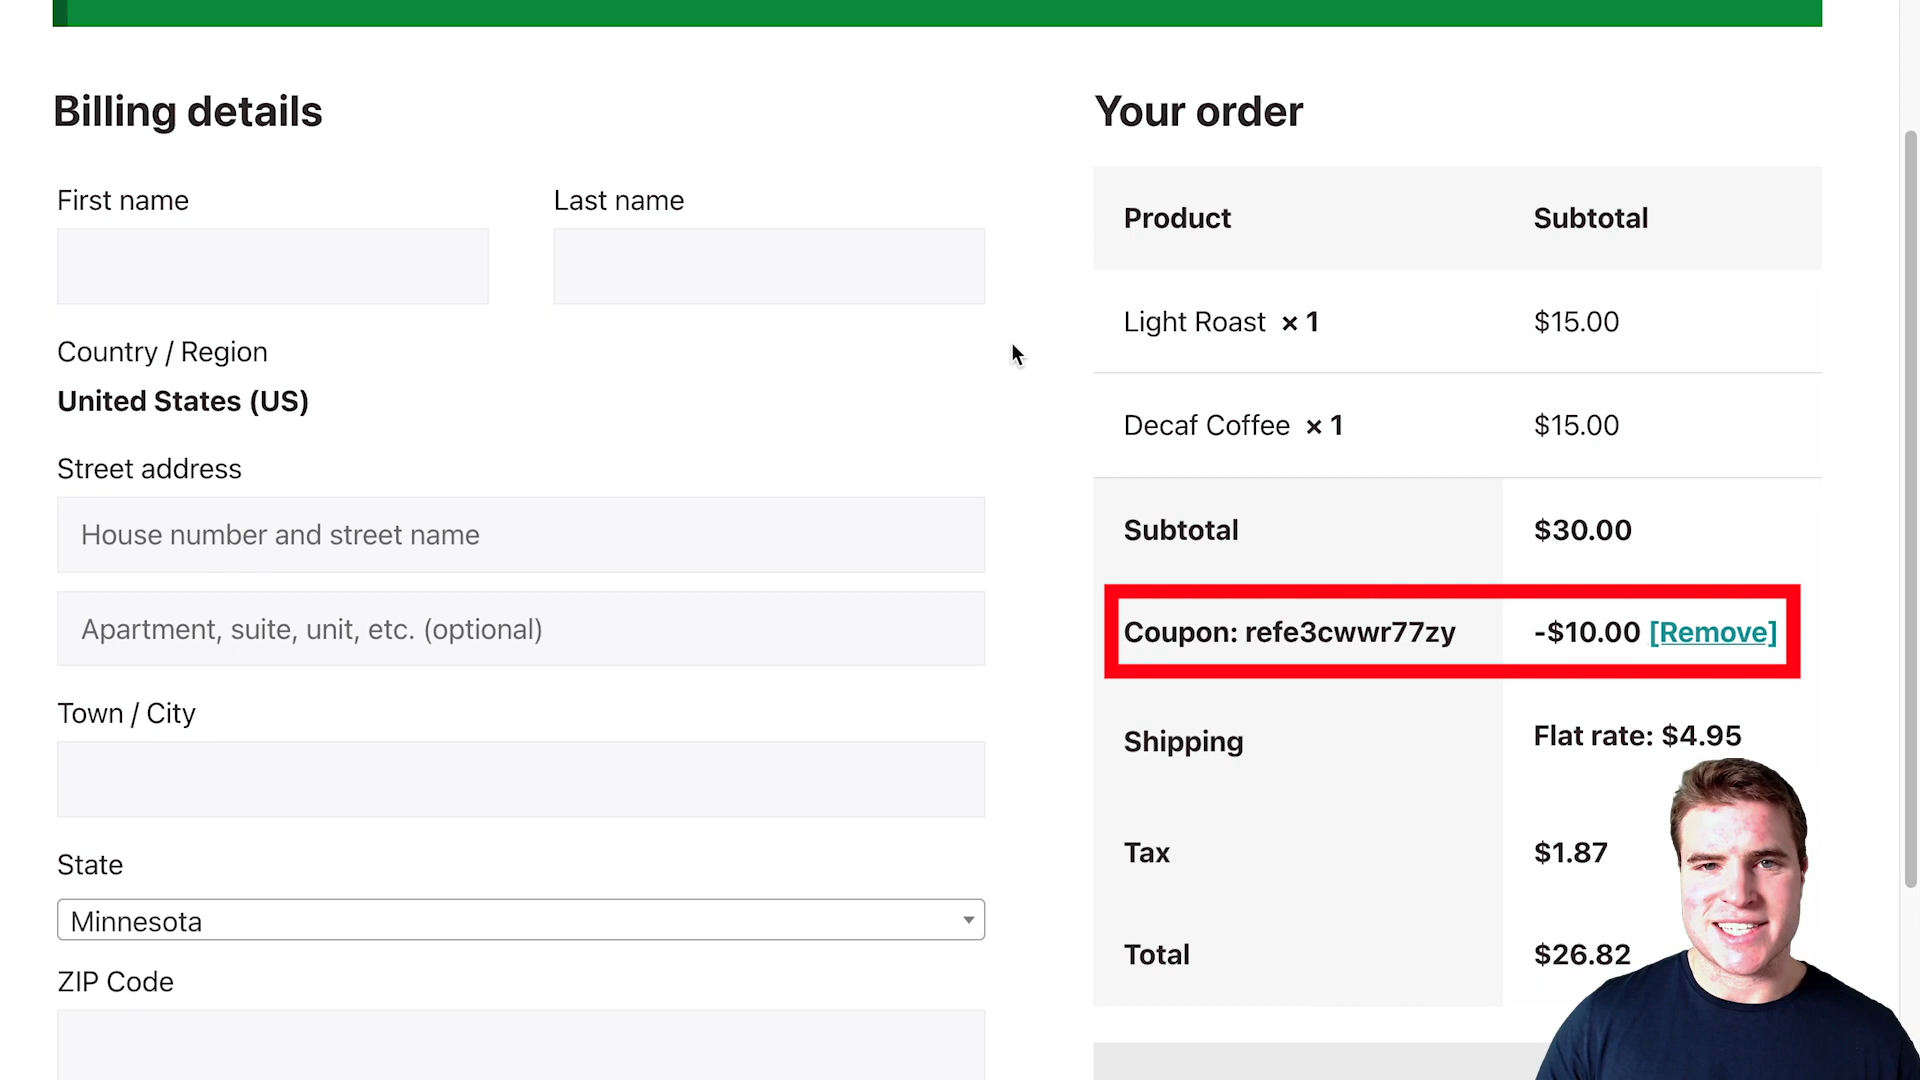 Billing details
First name
Last name
Country / Region
United States (US)
Street address
House number and street name
Apartment, suite, unit, etc. (optional)
Town / City
State
Minnesota
ZIP Code
Your order
Product Subtotal
Light Roast × 1 $15.00
Decaf Coffee × 1 $15.00
Subtotal $30.00
Coupon: refe3cwwr77zy -$10.00 [Remove]
Shipping Flat rate: $4.95
Tax $1.87
Total $26.82